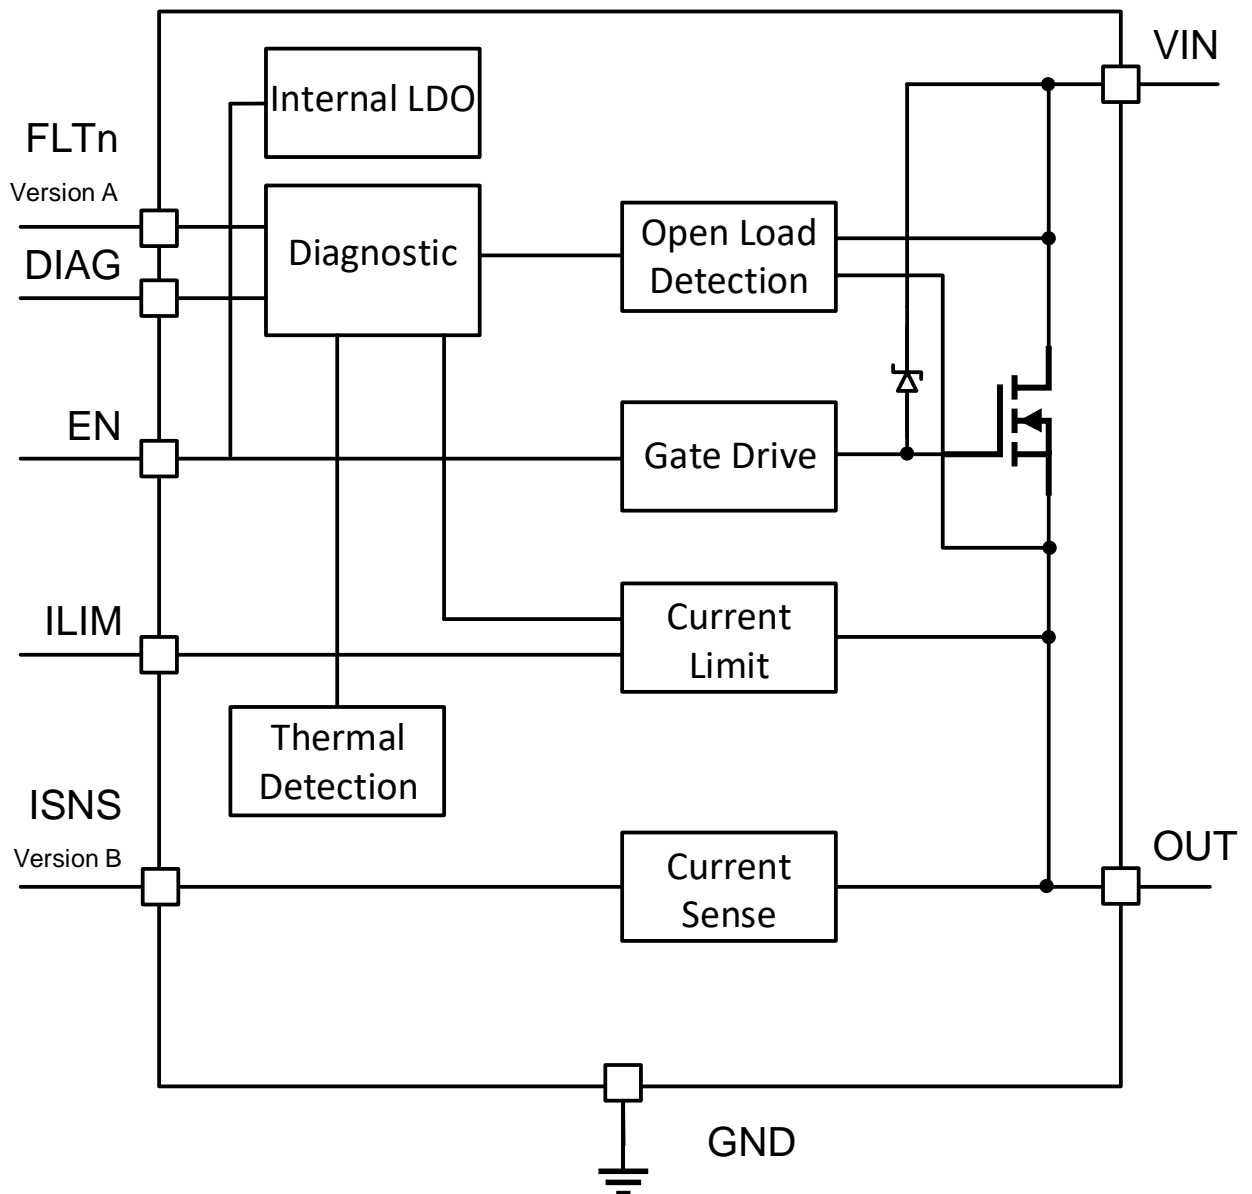 VIN
Internal LDO
FLTn
Version A
DIAG
Diagnostic
Open Load
Detection
EN
Gate Drive
ILIM
Current
Limit
Thermal
Detection
ISNS
Version B
Current
Sense
OUT
GND